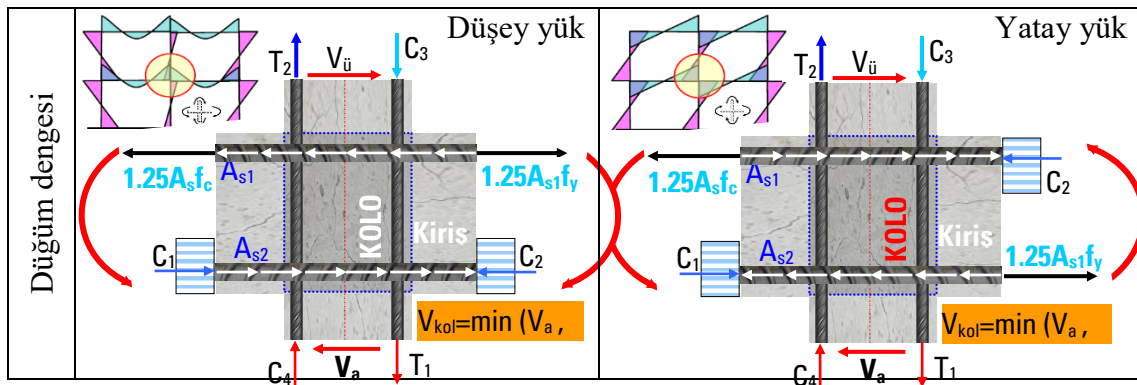 Düğüm dengesi
Düşey yük
T2
Vü
C3
1.25Asfc
As1
1.25As1fy
KOLO
Kiriş
C1
As2
C2
Vkol=min (Va ,
C4
Va
T1
Yatay yük
T2
Vü
C3
1.25Asfc
As1
C2
KOLO
Kiriş
C1
As2
1.25As1fy
Vkol=min (Va ,
C4
Va
T1